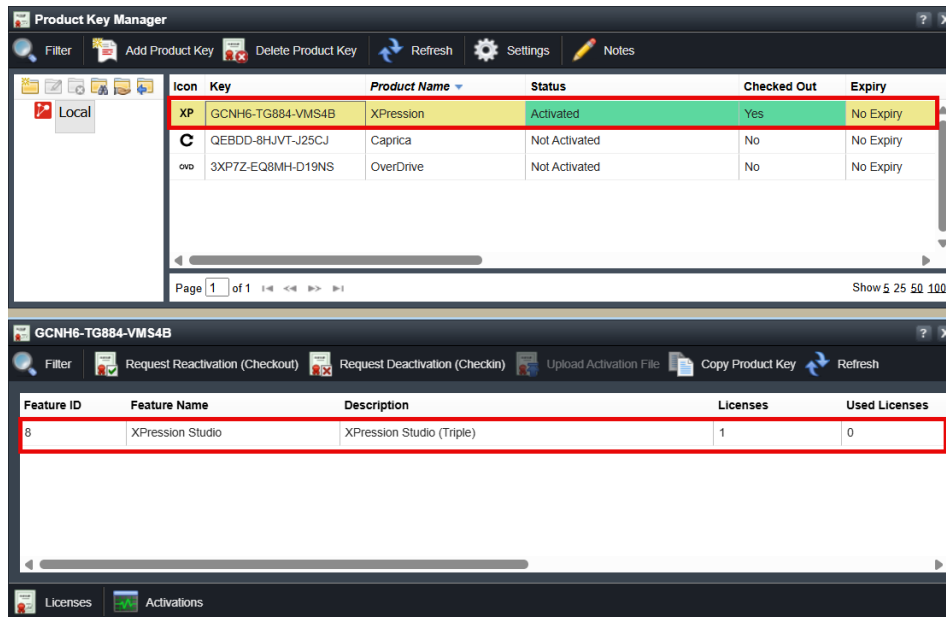 Product Key Manager ? X
Filter Add Product Key Delete Product Key Refresh Settings Notes
Local
Icon Key Product Name Status Checked Out Expiry
XP GCNH6-TG884-VMS4B XPression Activated Yes No Expiry
C QEBDD-8HJVT-J25CJ Caprica Not Activated No No Expiry
OVD 3XP7Z-EQ8MH-D19NS OverDrive Not Activated No No Expiry
Page 1 of 1 Show 5 25 50 100
GCNH6-TG884-VMS4B ? X
Filter Request Reactivation (Checkout) Request Deactivation (Checkin) Upload Activation File Copy Product Key Refresh
Feature ID Feature Name Description Licenses Used Licenses
8 XPression Studio XPression Studio (Triple) 1 0
Licenses Activations